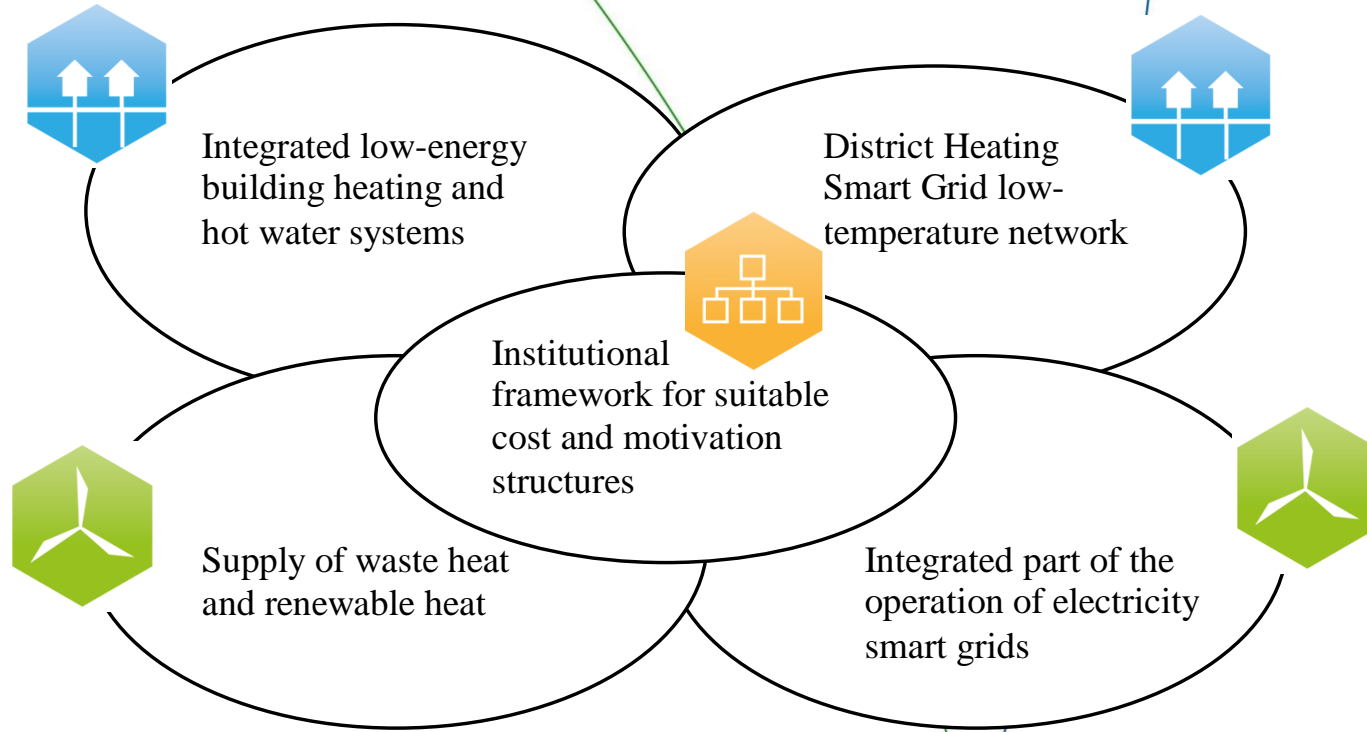 Integrated low-energy
building heating and
hot water systems
District Heating
Smart Grid low-
temperature network
Institutional
framework for suitable
cost and motivation
structures
Supply of waste heat
and renewable heat
Integrated part of the
operation of electricity
smart grids